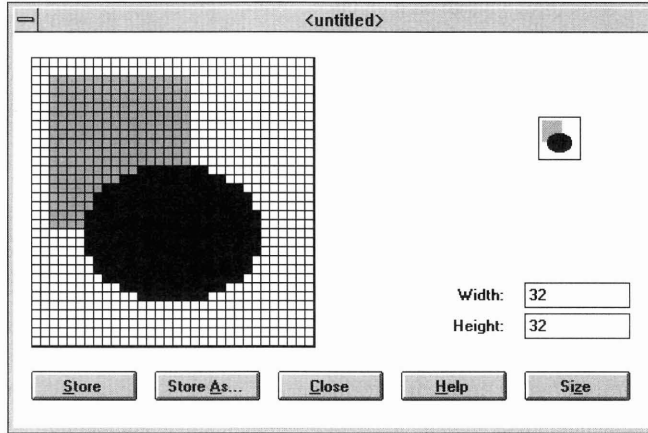 <untitled>
Width: 32
Height: 32
Store Store As... Close Help Size